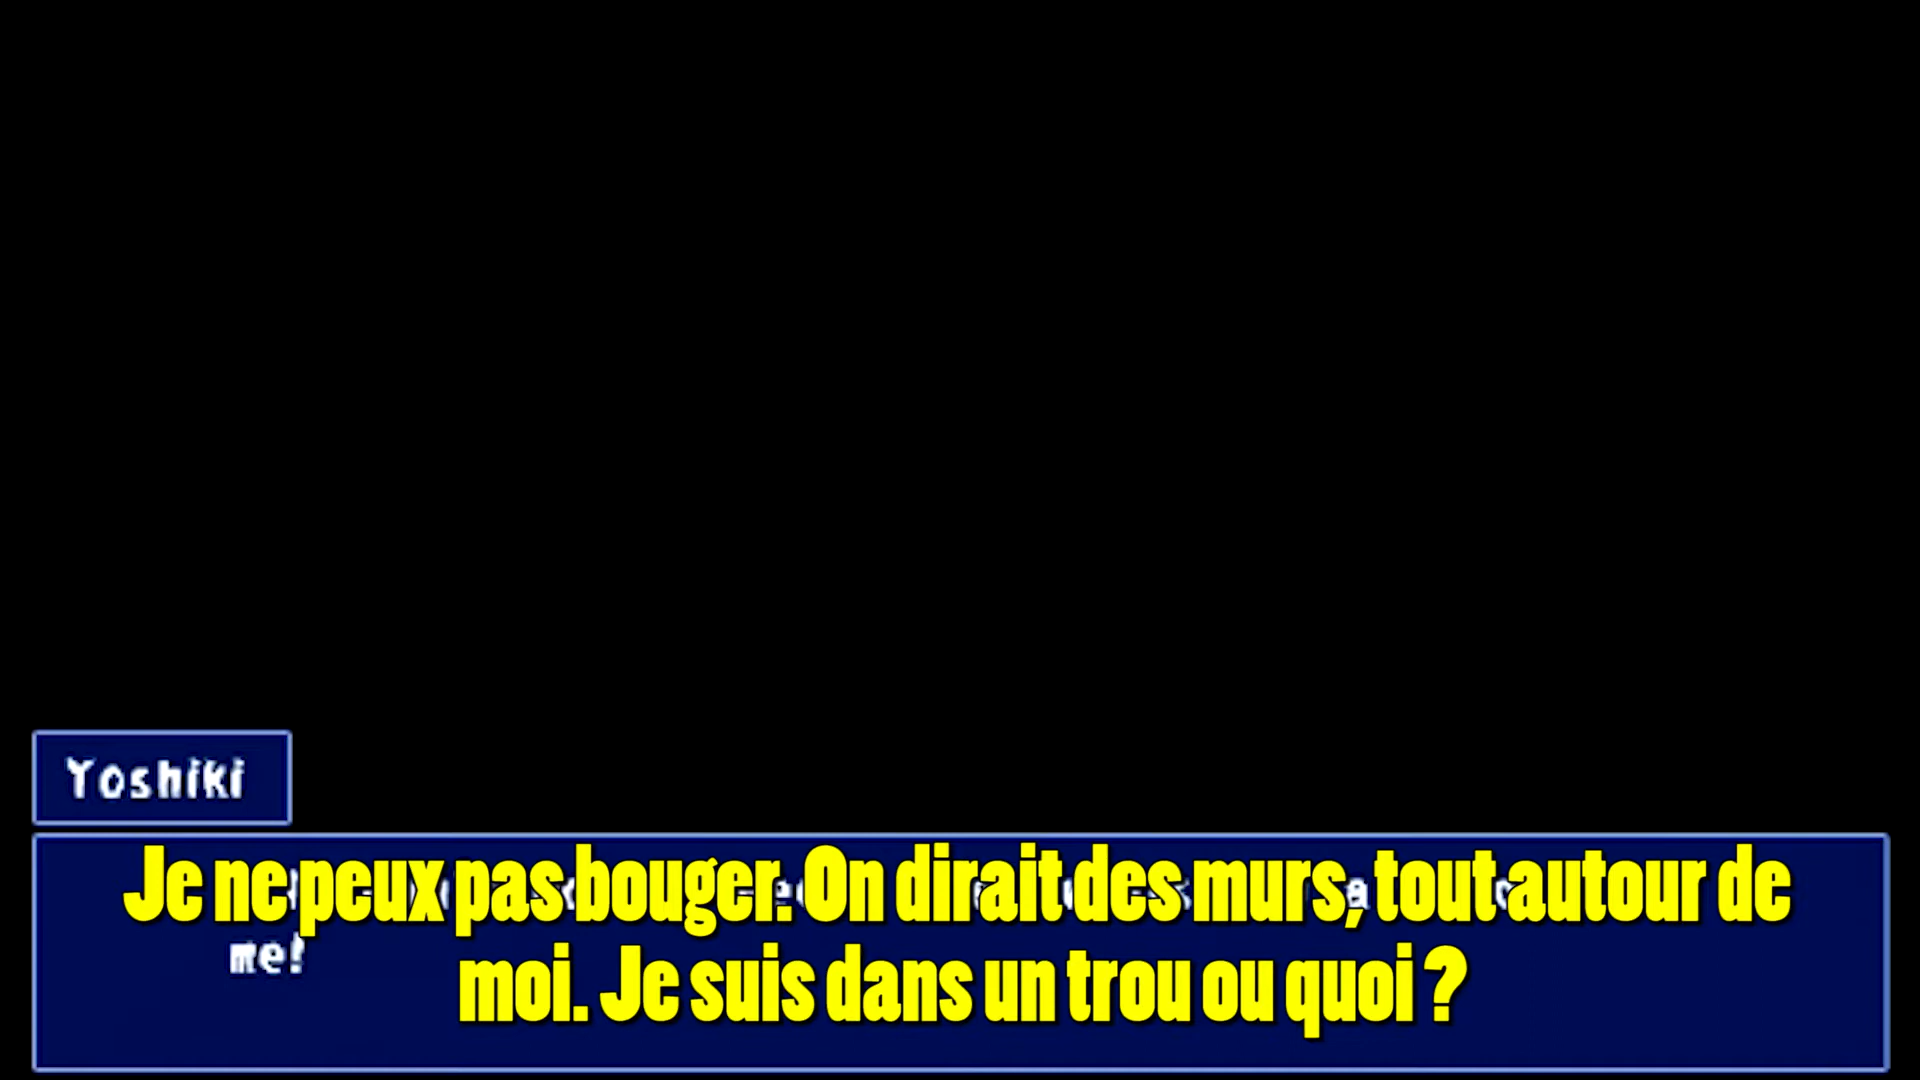 Yoshiki
Je ne peux pas bouger. On dirait des murs, tout autour de
me!
moi. Je suis dans un trou ou quoi ?